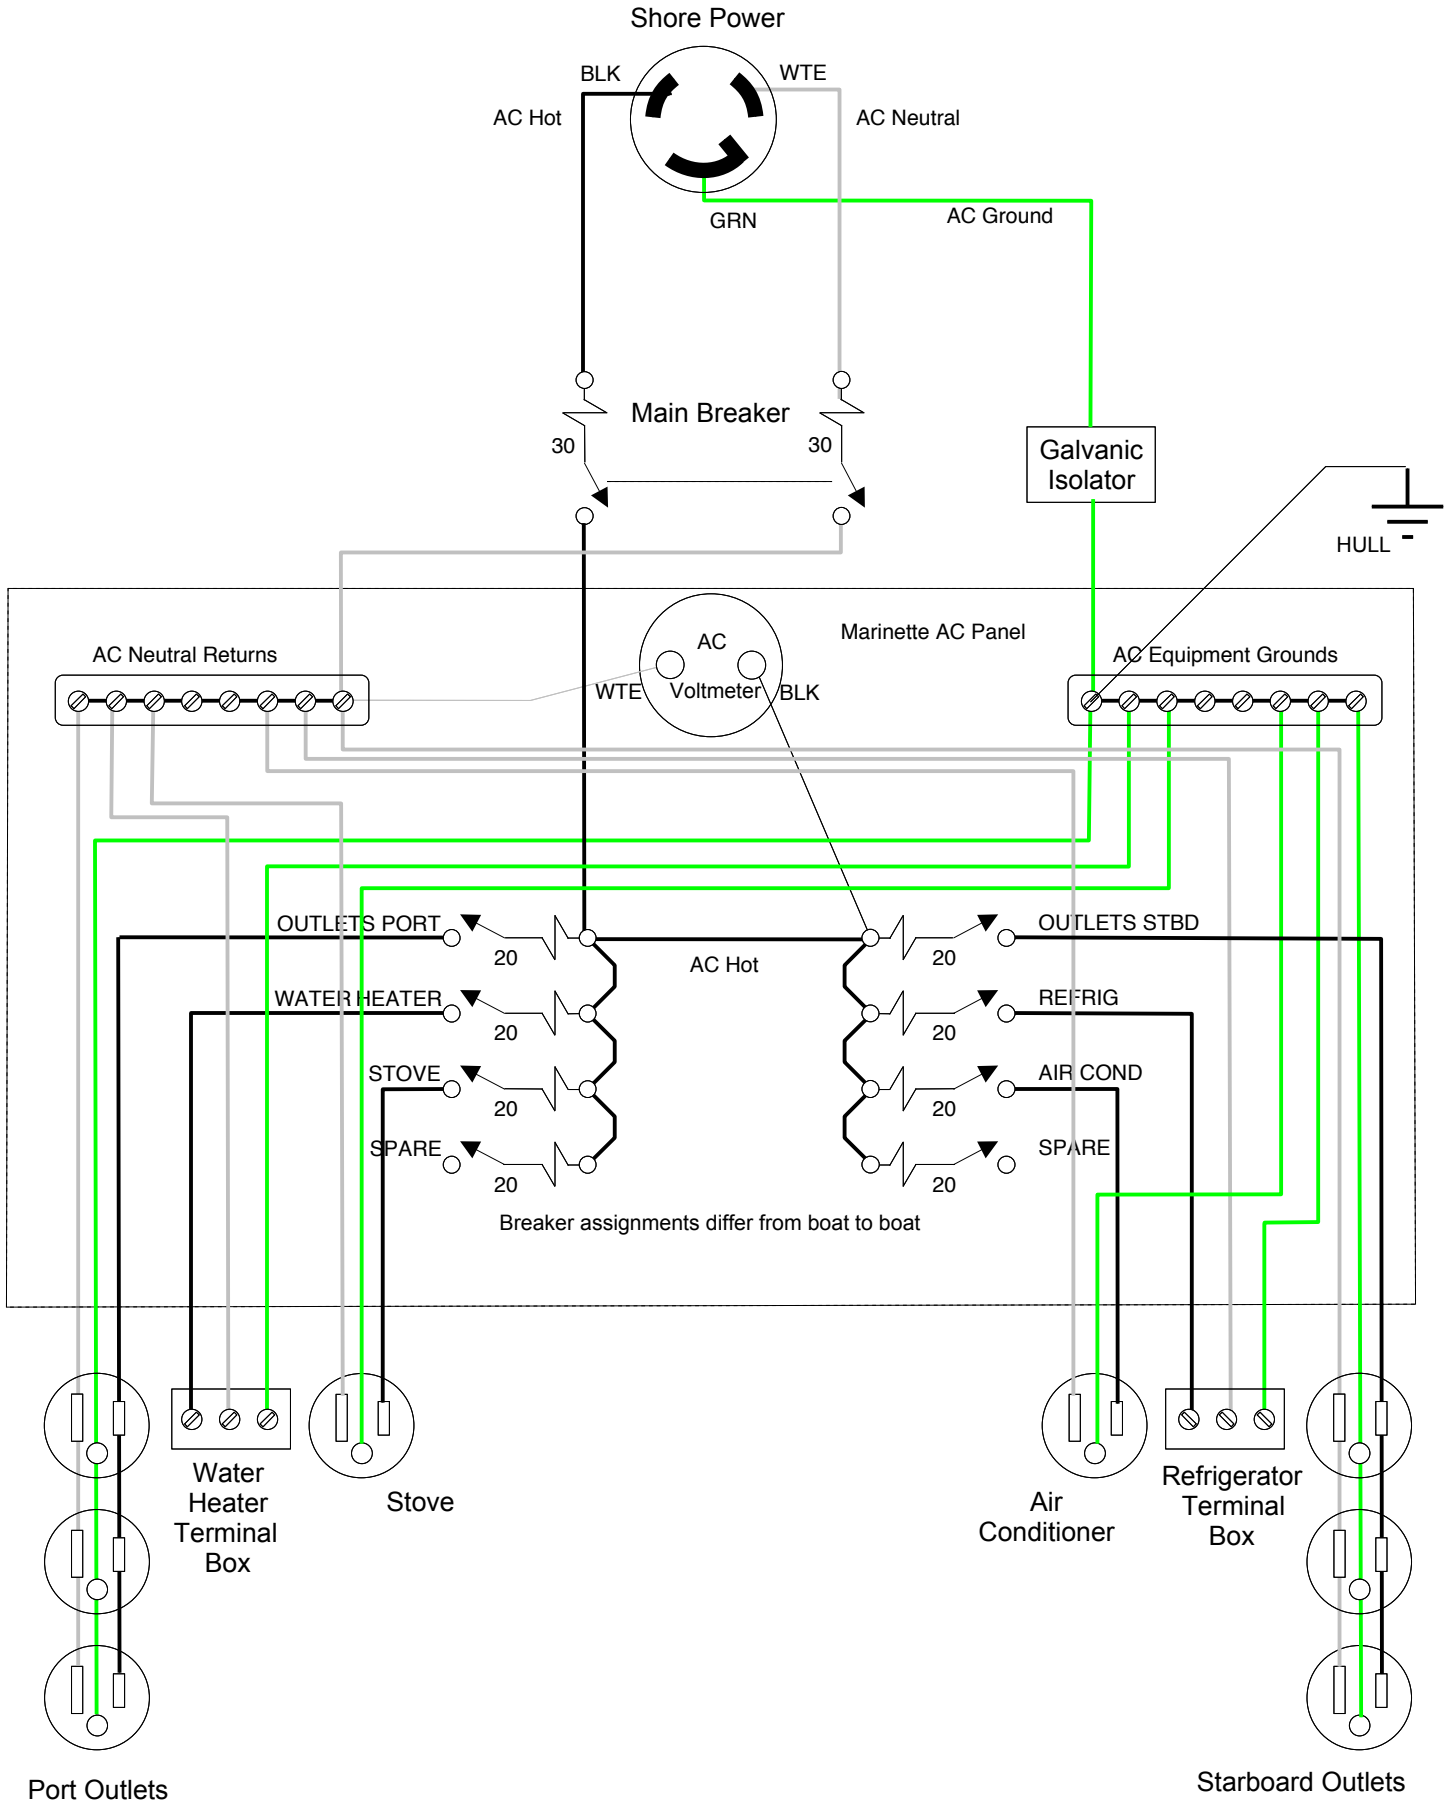 Shore Power
BLK
WTE
AC Hot
AC Neutral
GRN
AC Ground
Main Breaker
30
30
Galvanic
Isolator
HULL
Marinette AC Panel
AC
Voltmeter
WTE
BLK
AC Neutral Returns
AC Equipment Grounds
OUTLETS PORT
20
OUTLETS STBD
20
AC Hot
WATER HEATER
20
REFRIG
20
STOVE
20
AIR COND
20
SPARE
20
SPARE
20
Breaker assignments differ from boat to boat
Water
Heater
Terminal
Box
Stove
Air
Conditioner
Refrigerator
Terminal
Box
Port Outlets
Starboard Outlets